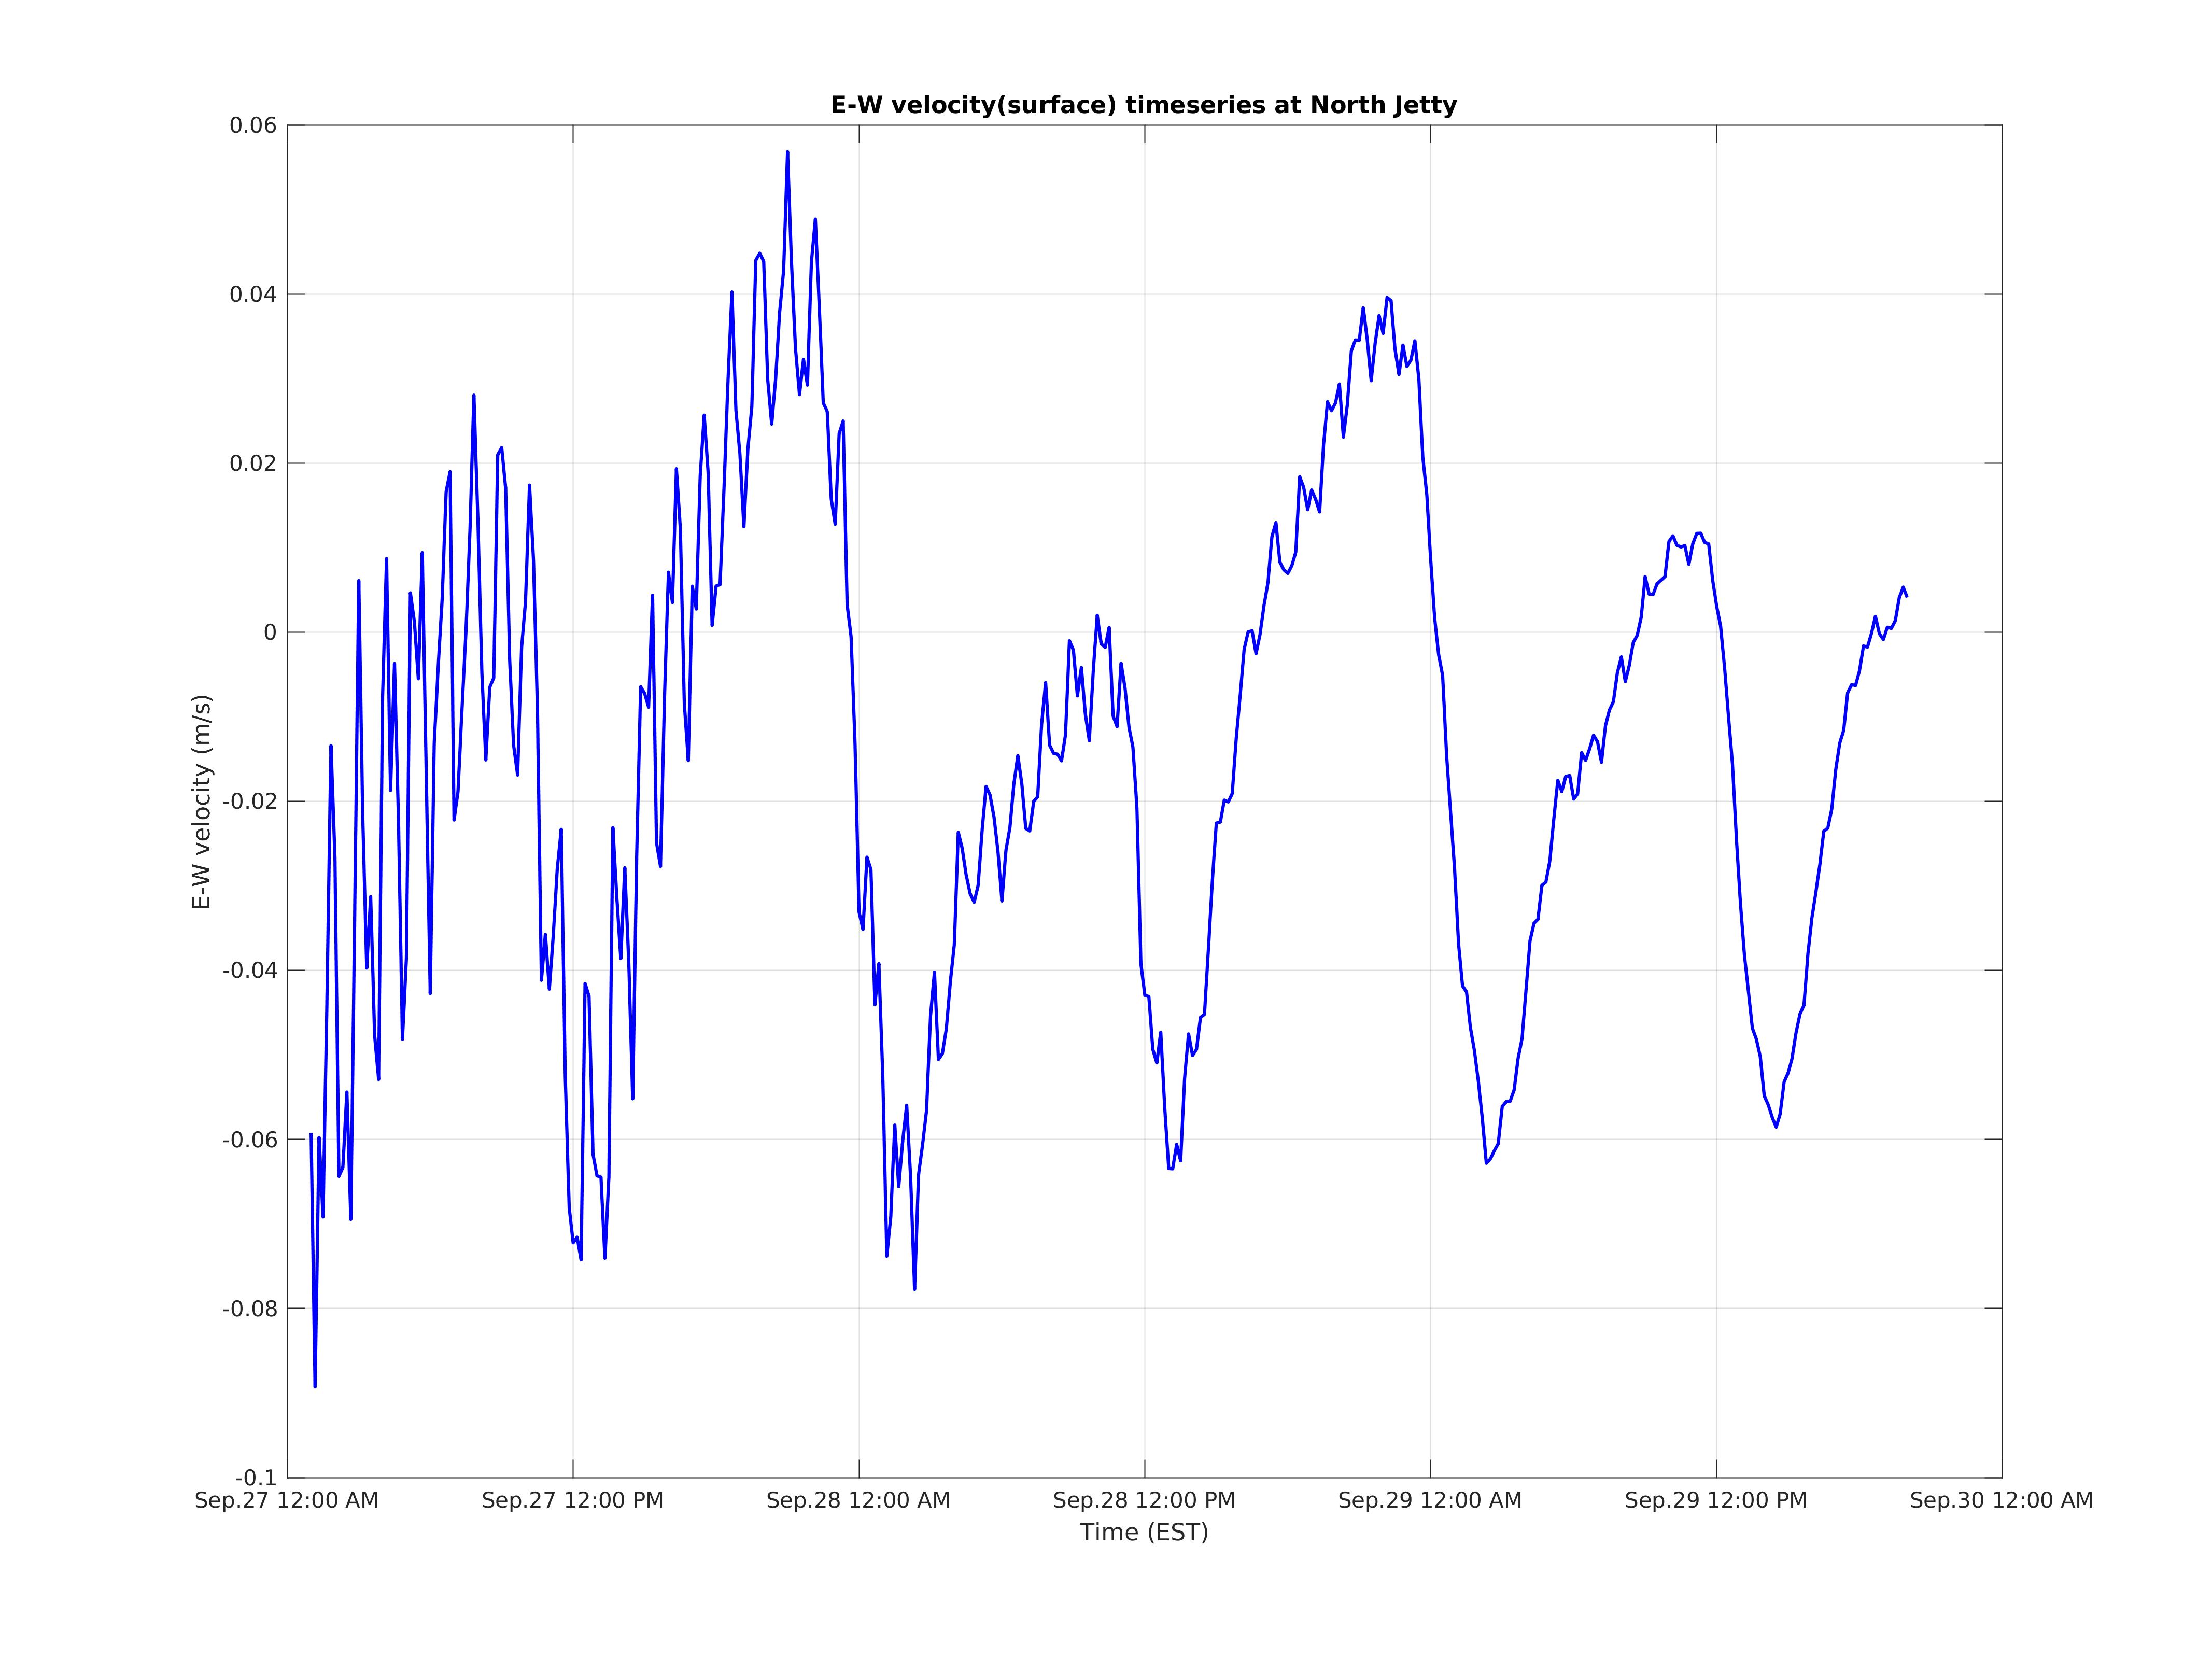 E-W velocity(surface) timeseries at North Jetty
0.06
0.04
0.02
0
-0.02
-0.04
-0.06
-0.08
-0.1
E-W velocity (m/s)
Sep.27 12:00 AM
Sep.27 12:00 PM
Sep.28 12:00 AM
Sep.28 12:00 PM
Sep.29 12:00 AM
Sep.29 12:00 PM
Sep.30 12:00 AM
Time (EST)